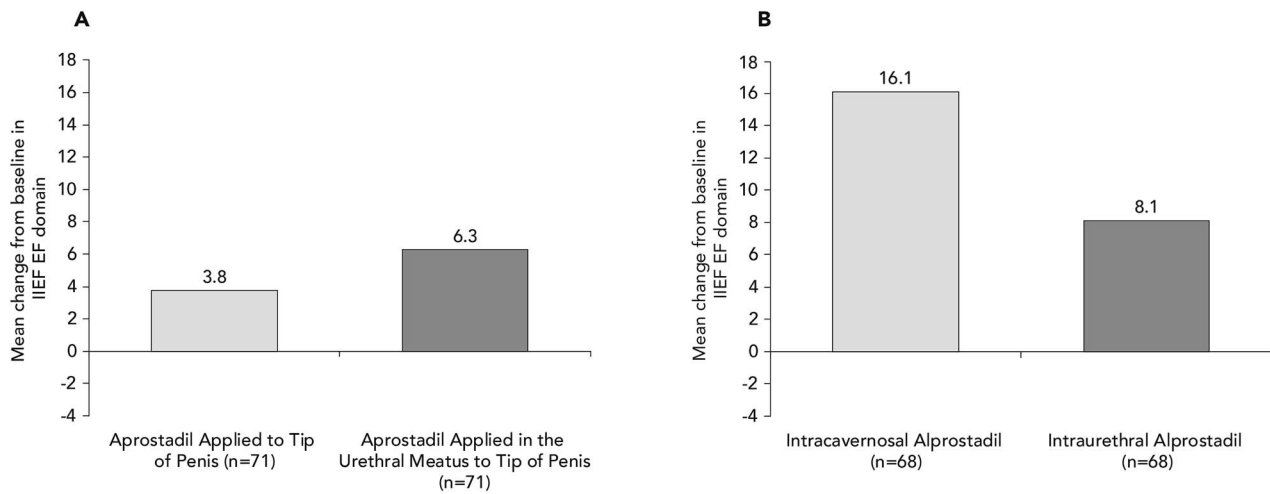 A
Mean change from baseline in
IIEF EF domain
18
16
14
12
10
8
6
4
2
0
-2
-4
3.8
6.3
Aprostadil Applied to Tip
of Penis (n=71)
Aprostadil Applied in the
Urethral Meatus to Tip of Penis
(n=71)
B
Mean change from baseline in
IIEF EF domain
18
16
14
12
10
8
6
4
2
0
-2
-4
16.1
8.1
Intracavernosal Alprostadil
(n=68)
Intraurethral Alprostadil
(n=68)